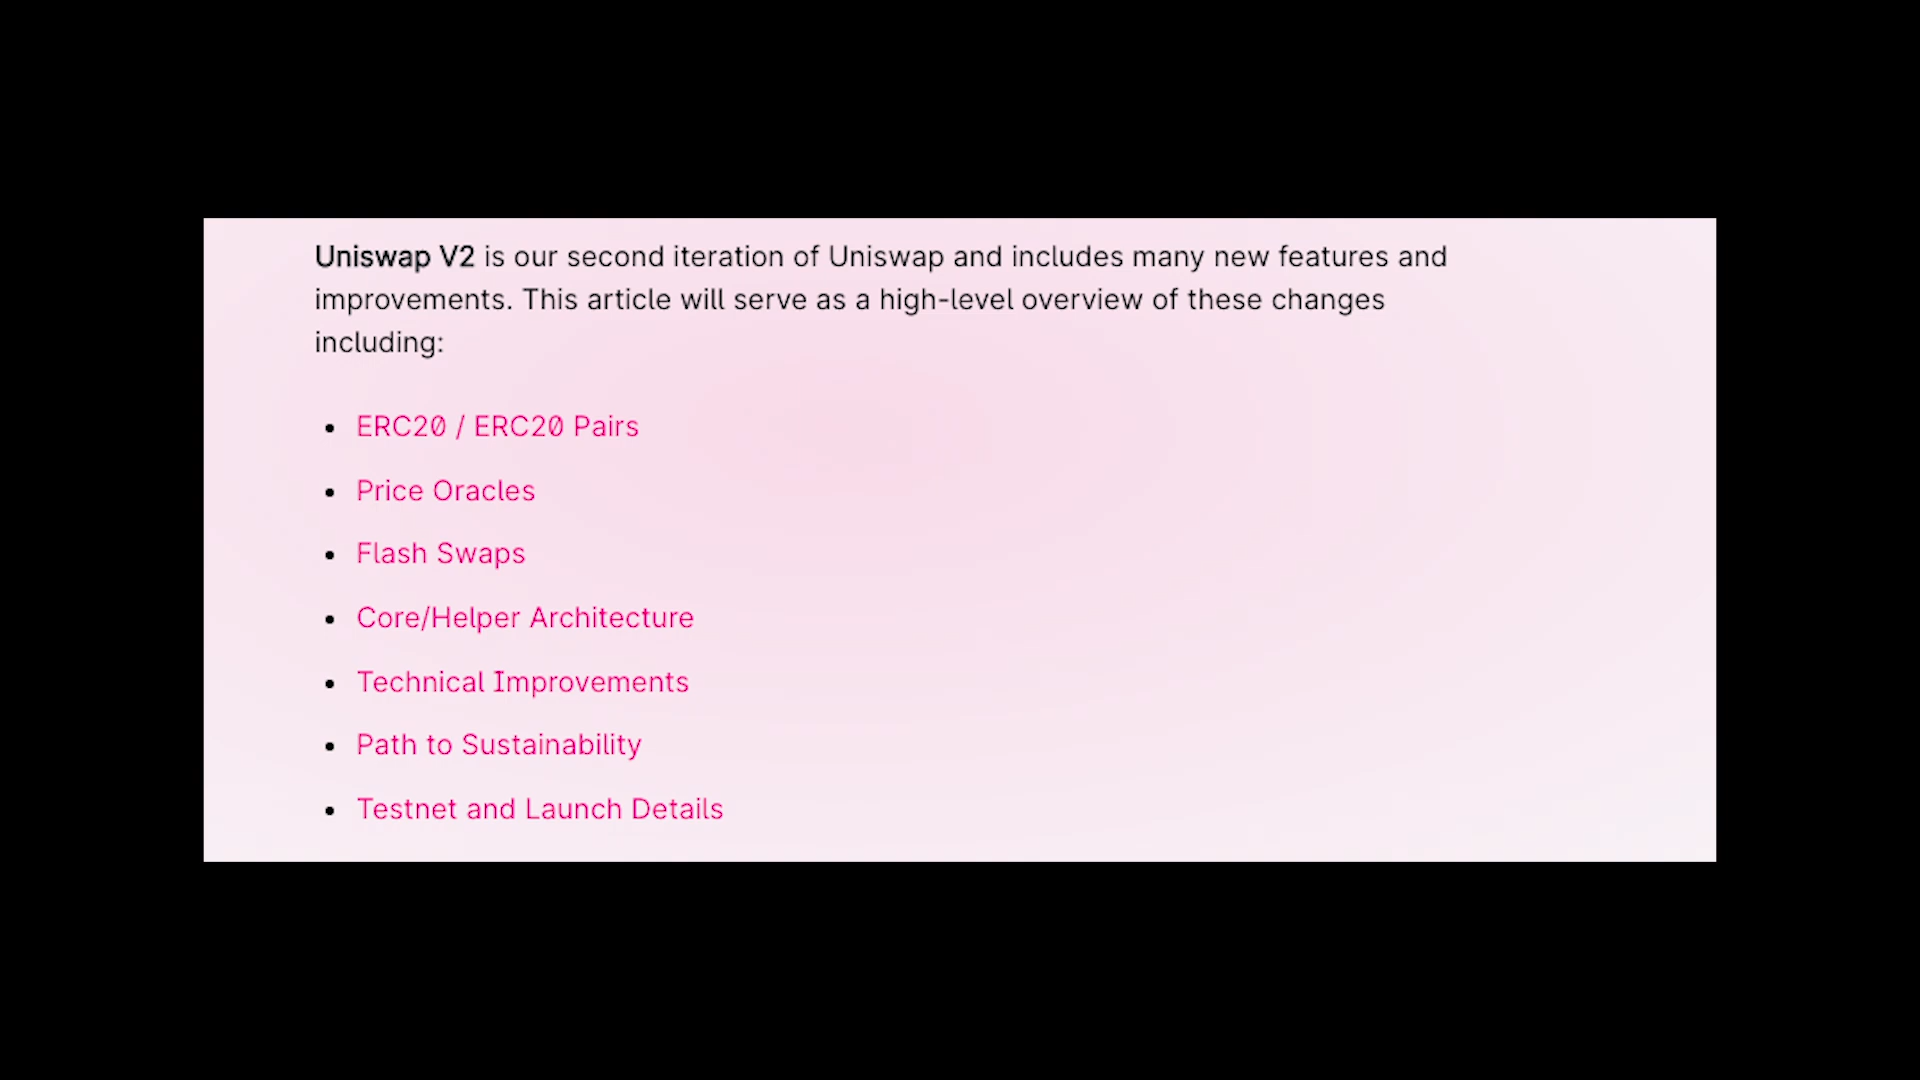 Uniswap V2 is our second iteration of Uniswap and includes many new features and
improvements. This article will serve as a high-level overview of these changes
including:
• ERC20 / ERC20 Pairs
• Price Oracles
• Flash Swaps
• Core/Helper Architecture
• Technical Improvements
• Path to Sustainability
• Testnet and Launch Details